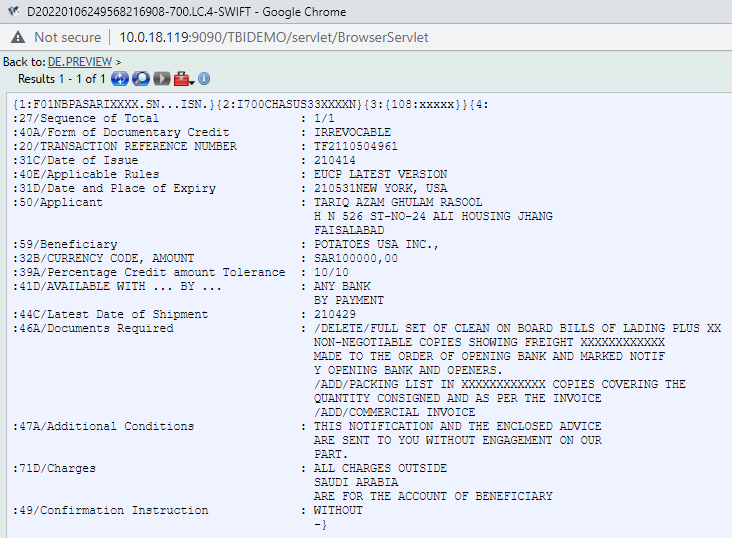 D20220106249568216908-700.LC.4-SWIFT - Google Chrome
Not secure | 10.0.18.119:9090/TBIDEMO/servlet/BrowserServlet
Back to: DE.PREVIEW >
Results 1 - 1 of 1
{1:F01NBPASARIXXXX.SN...ISN.}{2:I700CHASUS33XXXXN}{3:{108:xxxxx}}{4:
:27/Sequence of Total : 1/1
:40A/Form of Documentary Credit : IRREVOCABLE
:20/TRANSACTION REFERENCE NUMBER : TF2110504961
:31C/Date of Issue : 210414
:40E/Applicable Rules : EUCP LATEST VERSION
:31D/Date and Place of Expiry : 210531NEW YORK, USA
:50/Applicant : TARIQ AZAM GHULAM RASOOL
H N 526 ST-NO-24 ALI HOUSING JHANG
FAISALABAD
:59/Beneficiary : POTATOES USA INC.,
:32B/CURRENCY CODE, AMOUNT : SAR100000,00
:39A/Percentage Credit amount Tolerance : 10/10
:41D/AVAILABLE WITH ... BY ... : ANY BANK
BY PAYMENT
:44C/Latest Date of Shipment : 210429
:46A/Documents Required : /DELETE/FULL SET OF CLEAN ON BOARD BILLS OF LADING PLUS XX
NON-NEGOTIABLE COPIES SHOWING FREIGHT XXXXXXXXXXXX
MADE TO THE ORDER OF OPENING BANK AND MARKED NOTIF
Y OPENING BANK AND OPENERS.
/ADD/PACKING LIST IN XXXXXXXXXXXX COPIES COVERING THE
QUANTITY CONSIGNED AND AS PER THE INVOICE
/ADD/COMMERCIAL INVOICE
:47A/Additional Conditions : THIS NOTIFICATION AND THE ENCLOSED ADVICE
ARE SENT TO YOU WITHOUT ENGAGEMENT ON OUR
PART.
:71D/Charges : ALL CHARGES OUTSIDE
SAUDI ARABIA
ARE FOR THE ACCOUNT OF BENEFICIARY
:49/Confirmation Instruction : WITHOUT
-}